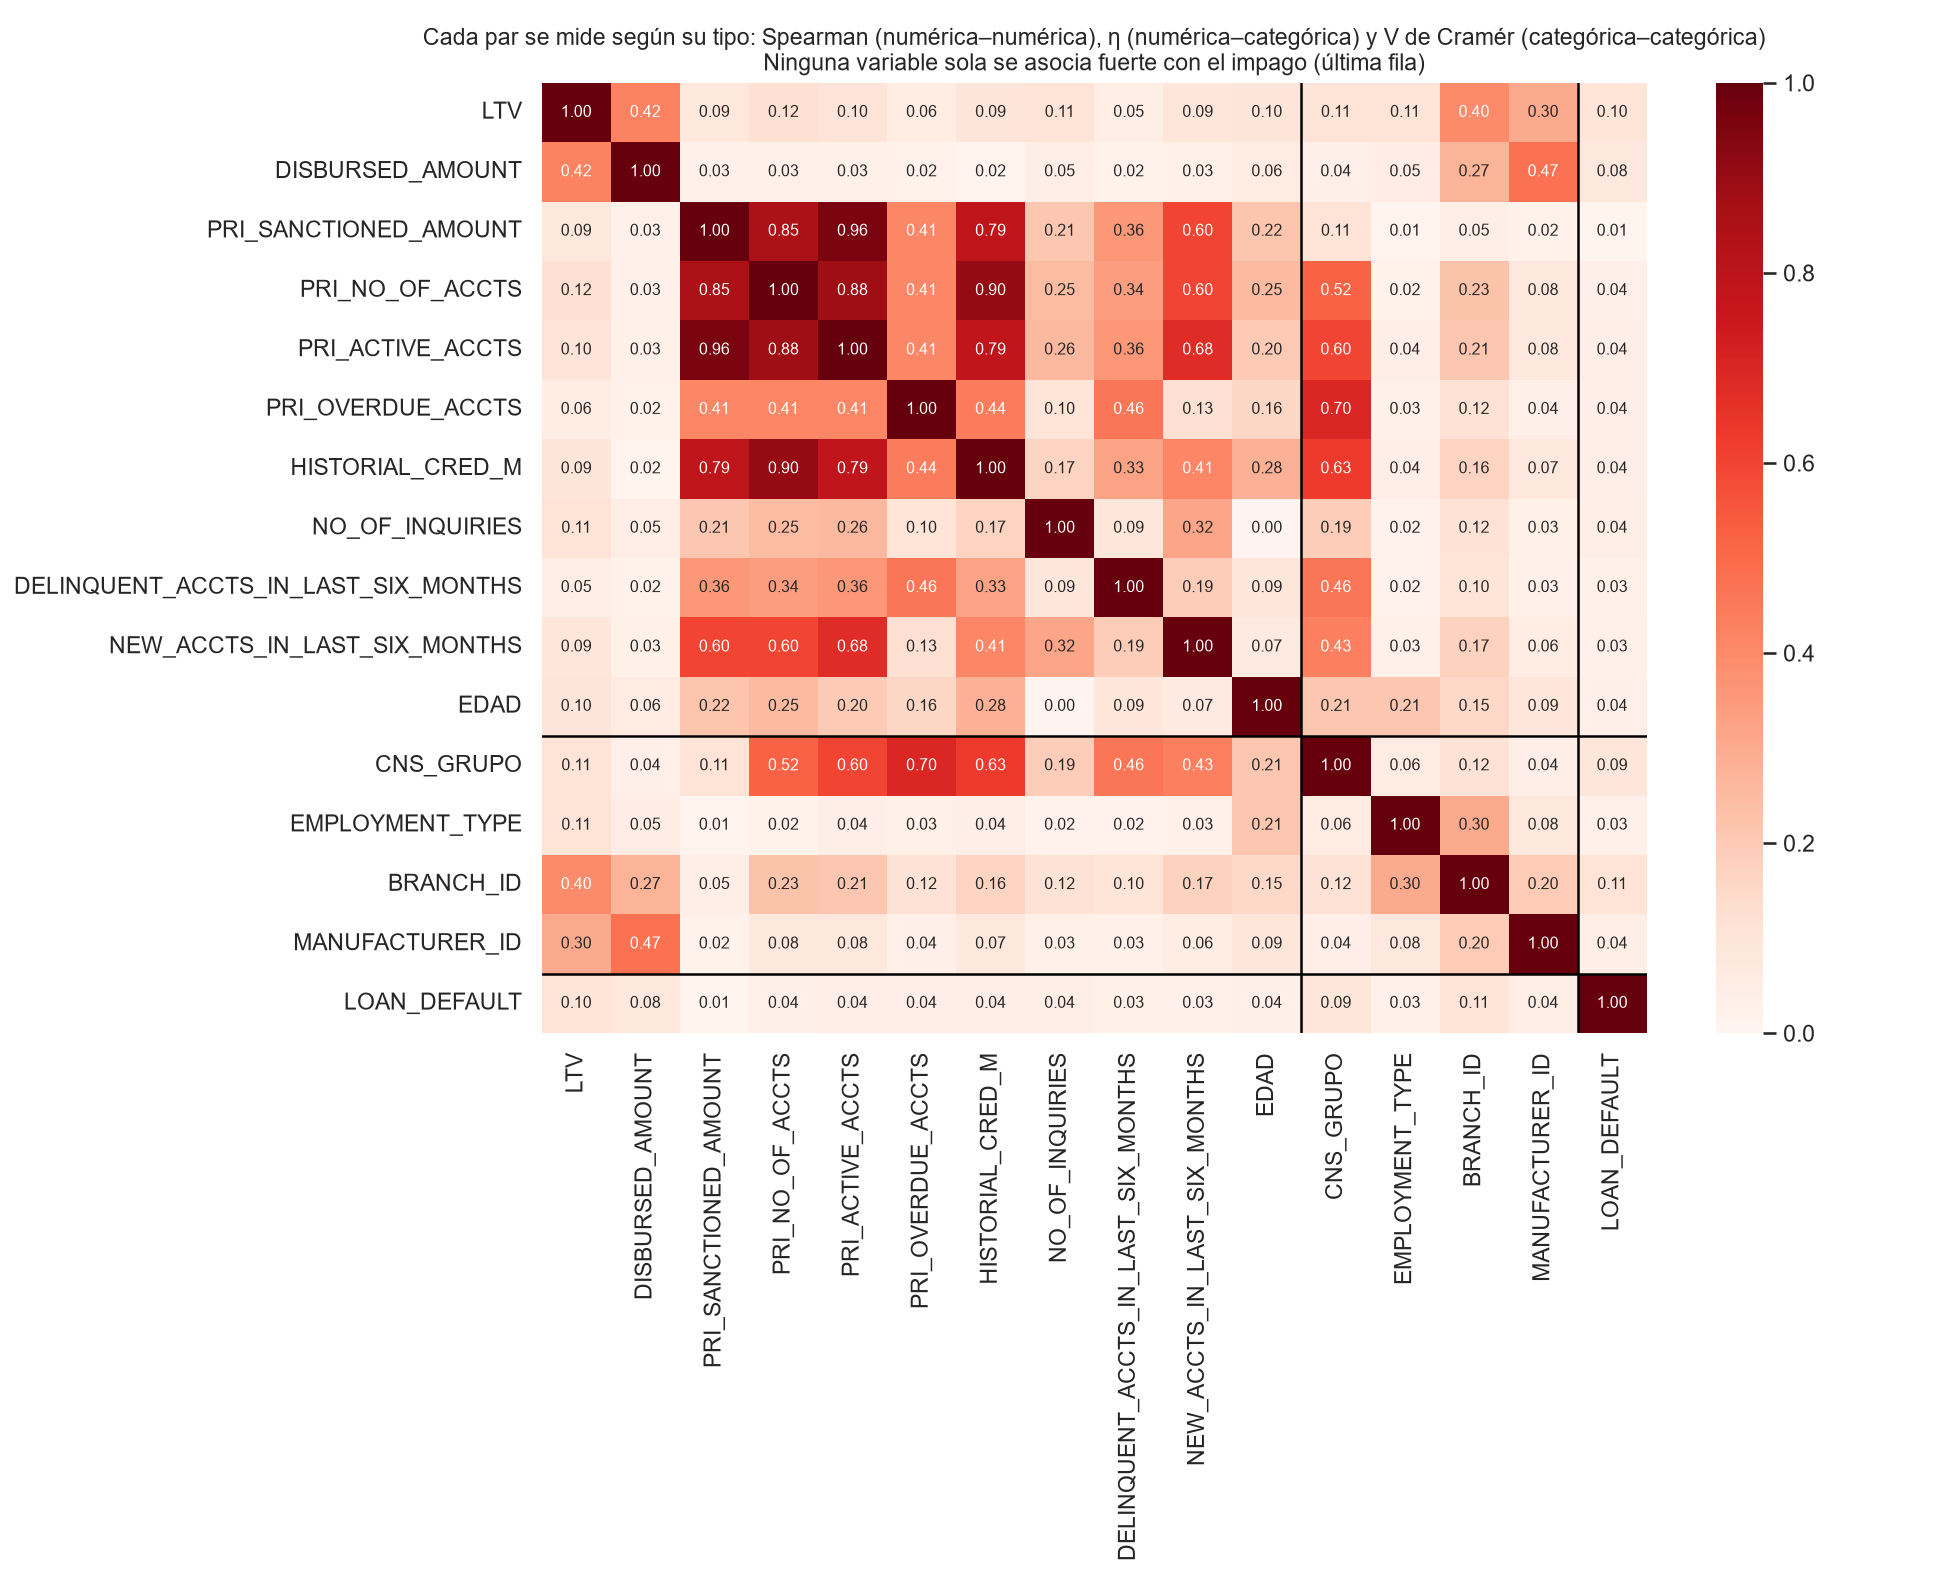 Cada par se mide según su tipo: Spearman (numérica–numérica), η (numérica–categórica) y V de Cramér (categórica–categórica)
Ninguna variable sola se asocia fuerte con el impago (última fila)
LTV 1.00 0.42 0.09 0.12 0.10 0.06 0.09 0.11 0.05 0.09 0.10 0.11 0.11 0.40 0.30 0.10
DISBURSED_AMOUNT 0.42 1.00 0.03 0.03 0.03 0.02 0.02 0.05 0.02 0.03 0.06 0.04 0.05 0.27 0.47 0.08
PRI_SANCTIONED_AMOUNT 0.09 0.03 1.00 0.85 0.96 0.41 0.79 0.21 0.36 0.60 0.22 0.11 0.01 0.05 0.02 0.01
PRI_NO_OF_ACCTS 0.12 0.03 0.85 1.00 0.88 0.41 0.90 0.25 0.34 0.60 0.25 0.52 0.02 0.23 0.08 0.04
PRI_ACTIVE_ACCTS 0.10 0.03 0.96 0.88 1.00 0.41 0.79 0.26 0.36 0.68 0.20 0.60 0.04 0.21 0.08 0.04
PRI_OVERDUE_ACCTS 0.06 0.02 0.41 0.41 0.41 1.00 0.44 0.10 0.46 0.13 0.16 0.70 0.03 0.12 0.04 0.04
HISTORIAL_CRED_M 0.09 0.02 0.79 0.90 0.79 0.44 1.00 0.17 0.33 0.41 0.28 0.63 0.04 0.16 0.07 0.04
NO_OF_INQUIRIES 0.11 0.05 0.21 0.25 0.26 0.10 0.17 1.00 0.09 0.32 0.00 0.19 0.02 0.12 0.03 0.04
DELINQUENT_ACCTS_IN_LAST_SIX_MONTHS 0.05 0.02 0.36 0.34 0.36 0.46 0.33 0.09 1.00 0.19 0.09 0.46 0.02 0.10 0.03 0.03
NEW_ACCTS_IN_LAST_SIX_MONTHS 0.09 0.03 0.60 0.60 0.68 0.13 0.41 0.32 0.19 1.00 0.07 0.43 0.03 0.17 0.06 0.03
EDAD 0.10 0.06 0.22 0.25 0.20 0.16 0.28 0.00 0.09 0.07 1.00 0.21 0.21 0.15 0.09 0.04
CNS_GRUPO 0.11 0.04 0.11 0.52 0.60 0.70 0.63 0.19 0.46 0.43 0.21 1.00 0.06 0.12 0.04 0.09
EMPLOYMENT_TYPE 0.11 0.05 0.01 0.02 0.04 0.03 0.04 0.02 0.02 0.03 0.21 0.06 1.00 0.30 0.08 0.03
BRANCH_ID 0.40 0.27 0.05 0.23 0.21 0.12 0.16 0.12 0.10 0.17 0.15 0.12 0.30 1.00 0.20 0.11
MANUFACTURER_ID 0.30 0.47 0.02 0.08 0.08 0.04 0.07 0.03 0.03 0.06 0.09 0.04 0.08 0.20 1.00 0.04
LOAN_DEFAULT 0.10 0.08 0.01 0.04 0.04 0.04 0.04 0.04 0.03 0.03 0.04 0.09 0.03 0.11 0.04 1.00
LTV
DISBURSED_AMOUNT
PRI_SANCTIONED_AMOUNT
PRI_NO_OF_ACCTS
PRI_ACTIVE_ACCTS
PRI_OVERDUE_ACCTS
HISTORIAL_CRED_M
NO_OF_INQUIRIES
DELINQUENT_ACCTS_IN_LAST_SIX_MONTHS
NEW_ACCTS_IN_LAST_SIX_MONTHS
EDAD
CNS_GRUPO
EMPLOYMENT_TYPE
BRANCH_ID
MANUFACTURER_ID
LOAN_DEFAULT
1.0
0.8
0.6
0.4
0.2
0.0